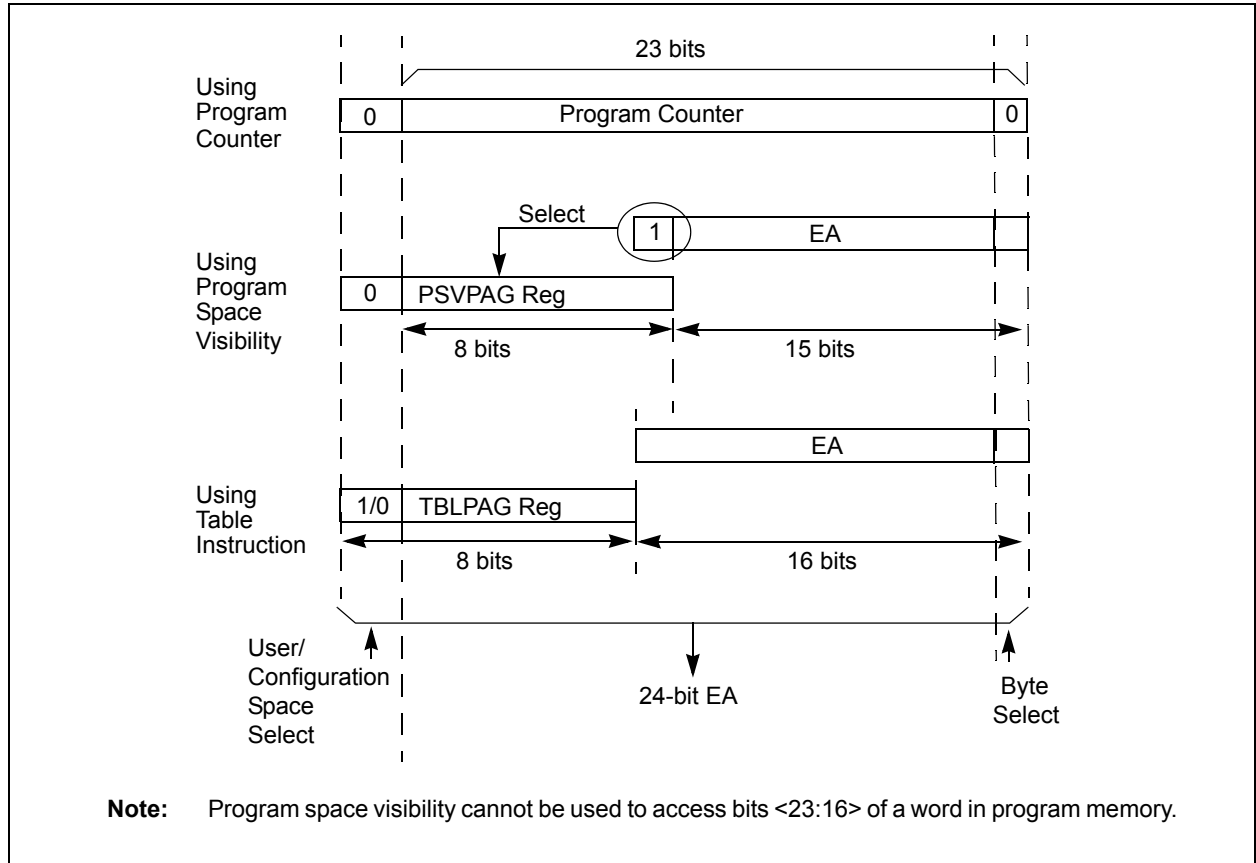 23 bits
Using
Program
Counter
0
Program Counter
0
Select
1
EA
Using
Program
Space
Visibility
0
PSVPAG Reg
8 bits
15 bits
EA
Using
Table
Instruction
1/0
TBLPAG Reg
8 bits
16 bits
User/
Configuration
Space
Select
24-bit EA
Byte
Select
Note: Program space visibility cannot be used to access bits <23:16> of a word in program memory.